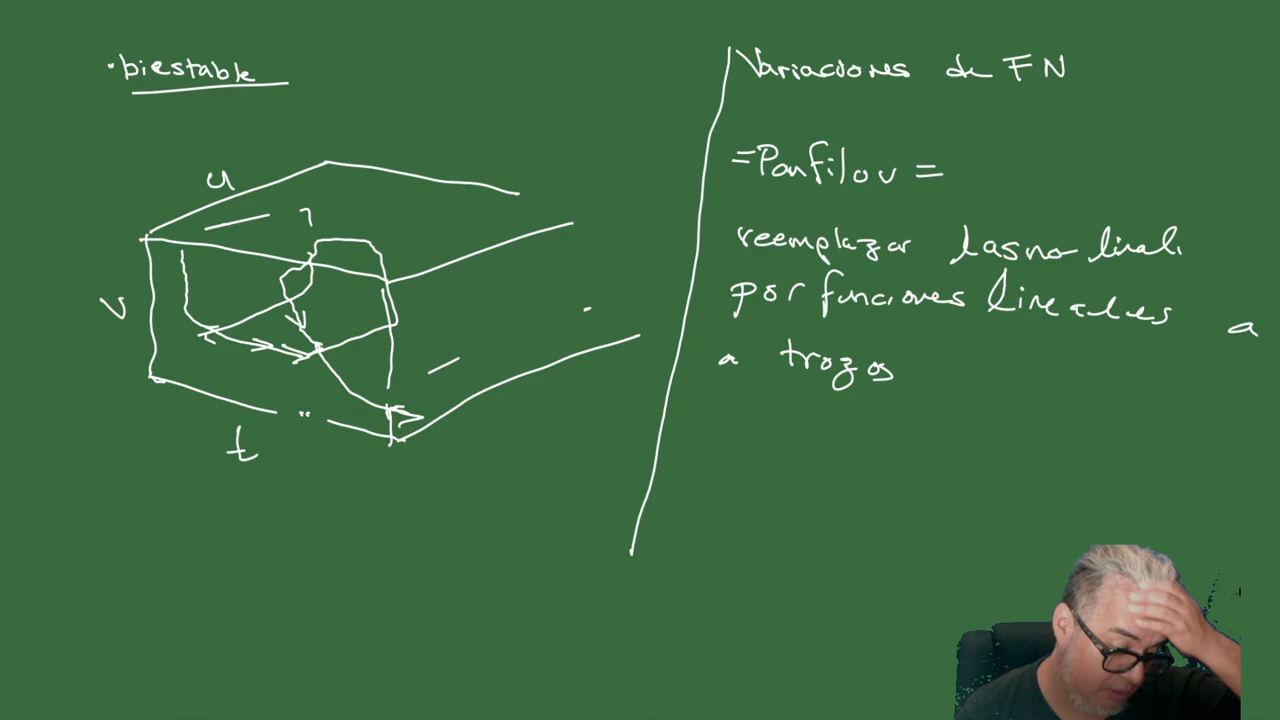 · biestable
u
v
t
Variaciones de FN
= Panfilov =
reemplazar las no lineali
por funciones lineales a
a trozos